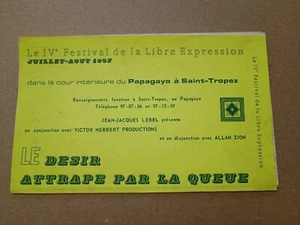 Le IVe Festival de la Libre Expression
JUILLET-AOUT 1967
dans la cour intérieure du Papagayo à Saint-Tropez
Renseignements location à Saint-Tropez, au Papagayo
Téléphone 97-07-56 et 97-13-59
JEAN-JACQUES LEBEL présente
en conjonction avec VICTOR HERBERT PRODUCTIONS
et en disjonction avec ALLAN ZION
LE DESIR
ATTRAPE PAR LA QUEUE
Le IVe Festival de la Libre Expression